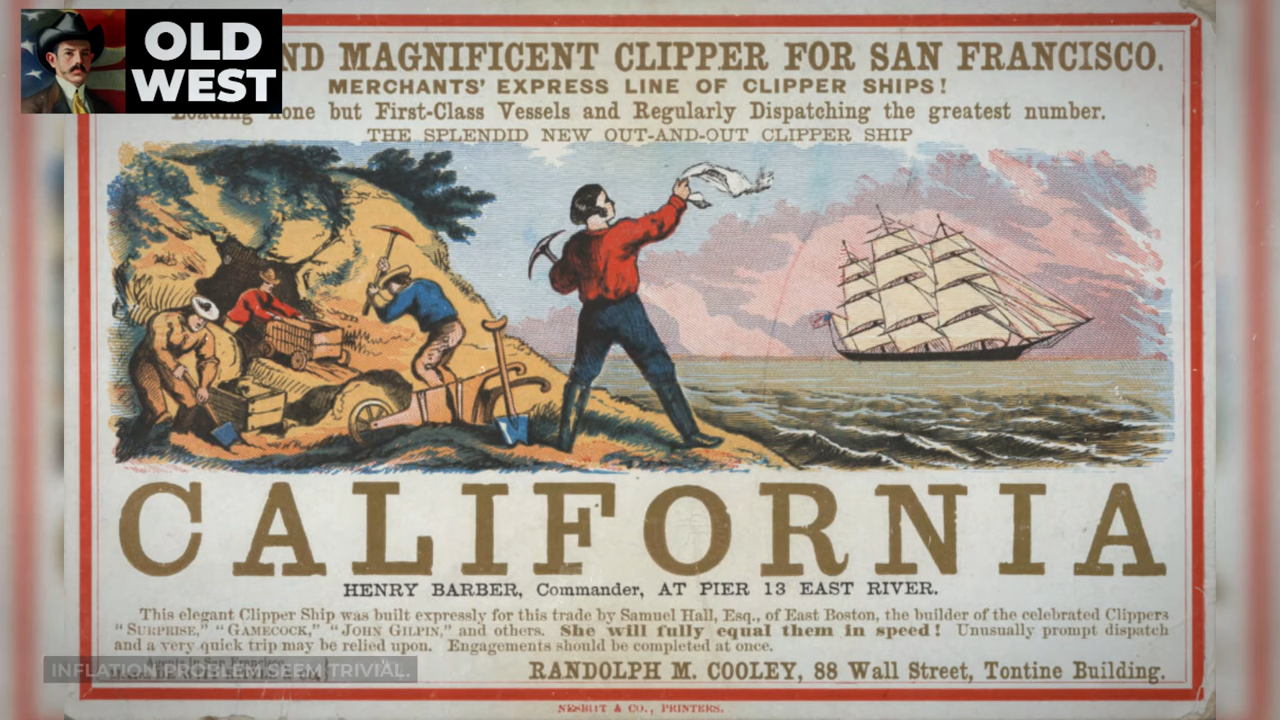 OLD
WEST
ND MAGNIFICENT CLIPPER FOR SAN FRANCISCO.
MERCHANTS' EXPRESS LINE OF CLIPPER SHIPS!
Loading none but First-Class Vessels and Regularly Dispatching the greatest number.
THE SPLENDID NEW OUT-AND-OUT CLIPPER SHIP
CALIFORNIA
HENRY BARBER, Commander, AT PIER 13 EAST RIVER.
This elegant Clipper Ship was built expressly for this trade by Samuel Hall, Esq., of East Boston, the builder of the celebrated Clippers
"SURPRISE," "GAMECOCK," "JOHN GILPIN," and others. She will fully equal them in speed! Unusually prompt dispatch
and a very quick trip may be relied upon. Engagements should be completed at once.
Agents in San Francisco
RANDOLPH M. COOLEY, 88 Wall Street, Tontine Building.
INFLATION PROBLEM SEEM TRIVIAL.
NESBITT & CO., PRINTERS.